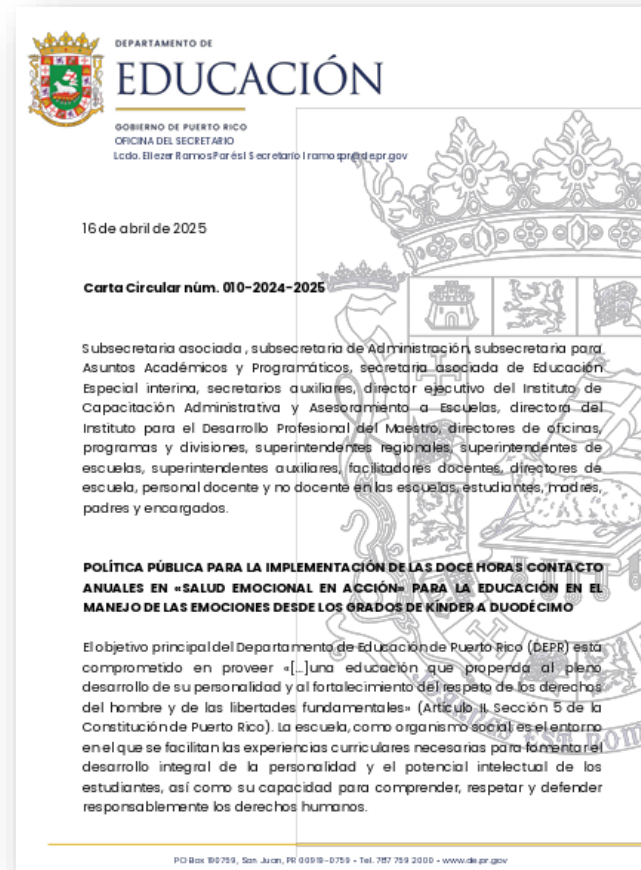 DEPARTAMENTO DE
EDUCACIÓN
GOBIERNO DE PUERTO RICO
OFICINA DEL SECRETARIO
Lcdo. Eliezer Ramos Parés | Secretario | ramospr@de.pr.gov
16 de abril de 2025
Carta Circular núm. 010-2024-2025
Subsecretaria asociada , subsecretaria de Administración, subsecretaria para
Asuntos Académicos y Programáticos, secretaria asociada de Educación
Especial interina, secretarios auxiliares, director ejecutivo del Instituto de
Capacitación Administrativa y Asesoramiento a Escuelas, directora del
Instituto para el Desarrollo Profesional del Maestro, directores de oficinas,
programas y divisiones, superintendentes regionales, superintendentes de
escuelas, superintendentes auxiliares, facilitadores docentes, directores de
escuela, personal docente y no docente en las escuelas, estudiantes, madres,
padres y encargados.
POLÍTICA PÚBLICA PARA LA IMPLEMENTACIÓN DE LAS DOCE HORAS CONTACTO
ANUALES EN «SALUD EMOCIONAL EN ACCIÓN» PARA LA EDUCACIÓN EN EL
MANEJO DE LAS EMOCIONES DESDE LOS GRADOS DE KÍNDER A DUODÉCIMO
El objetivo principal del Departamento de Educación de Puerto Rico (DEPR) está
comprometido en proveer «[…]una educación que propenda al pleno
desarrollo de su personalidad y al fortalecimiento del respeto de los derechos
del hombre y de las libertades fundamentales» (Artículo II, Sección 5 de la
Constitución de Puerto Rico). La escuela, como organismo social, es el entorno
en el que se facilitan las experiencias curriculares necesarias para fomentar el
desarrollo integral de la personalidad y el potencial intelectual de los
estudiantes, así como su capacidad para comprender, respetar y defender
responsablemente los derechos humanos.
PO Box 190759, San Juan, PR 00919-0759 • Tel. 787 759 2000 • www.de.pr.gov